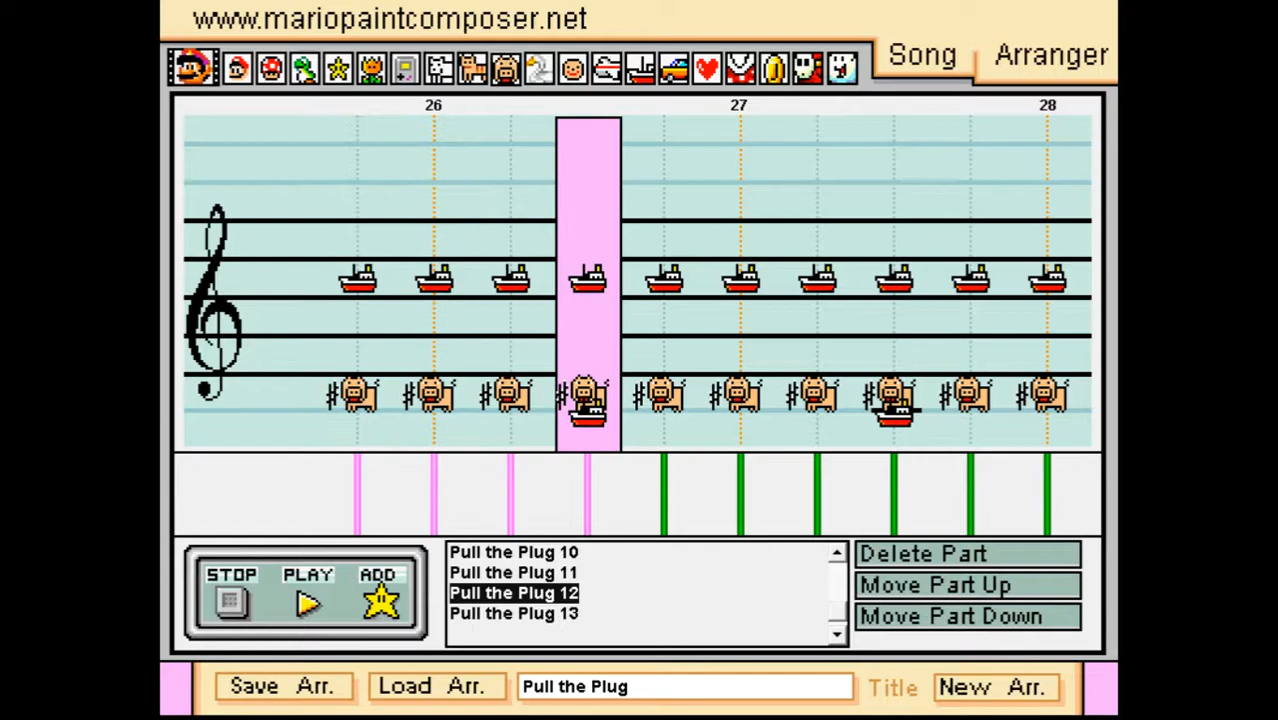 www.mariopaintcomposer.net
Song
Arranger
26
27
28
STOP
PLAY
ADD
Pull the Plug 10
Pull the Plug 11
Pull the Plug 12
Pull the Plug 13
Delete Part
Move Part Up
Move Part Down
Save Arr.
Load Arr.
Pull the Plug
Title
New Arr.